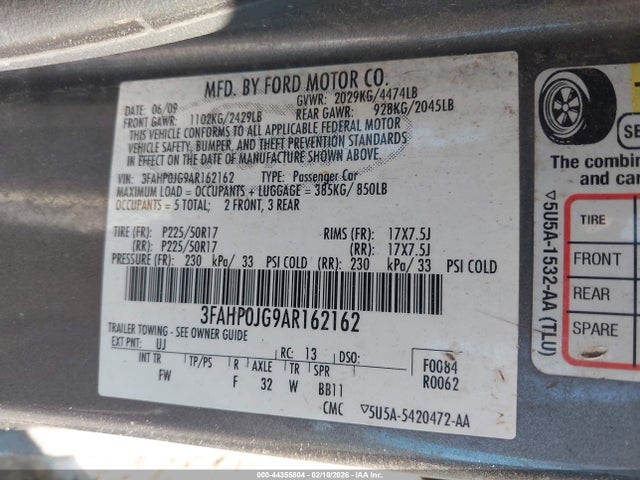 MFD. BY FORD MOTOR CO.
06/09 GVWR: 2029KG/4474LB
FRONT GAWR: 1102KG/2429LB REAR GAWR: 928KG/2045LB
THIS VEHICLE CONFORMS TO ALL APPLICABLE FEDERAL MOTOR
VEHICLE SAFETY, BUMPER, AND THEFT PREVENTION STANDARDS
IN EFFECT ON THE DATE OF MANUFACTURE SHOWN ABOVE.
VIN: 3FAHP0JG9AR162162 TYPE: Passenger Car
MAXIMUM LOAD = OCCUPANTS + LUGGAGE = 385KG/ 850LB
OCCUPANTS = 5 TOTAL; 2 FRONT, 3 REAR
TIRE (FR): P225/50R17 RIMS (FR): 17X7.5J
(RR): P225/50R17 (RR): 17X7.5J
PRESSURE (FR): 230 kPa/ 33 PSI COLD (RR): 230 kPa/ 33 PSI COLD
3FAHP0JG9AR162162
TRAILER TOWING - SEE OWNER GUIDE
EXT PNT: UJ RC: 13 DSO: F0084
INT TR TP/PS R AXLE TR SPR R0062
FW F 32 W BB11
CMC ▽5U5A-5420472-AA
SE
The combin
and car
TIRE
FRONT
REAR
SPARE
▽5U5A-1532-AA (TLU)
000-44355804 - 02/10/2026 - COPYRIGHT IAA, LLC.